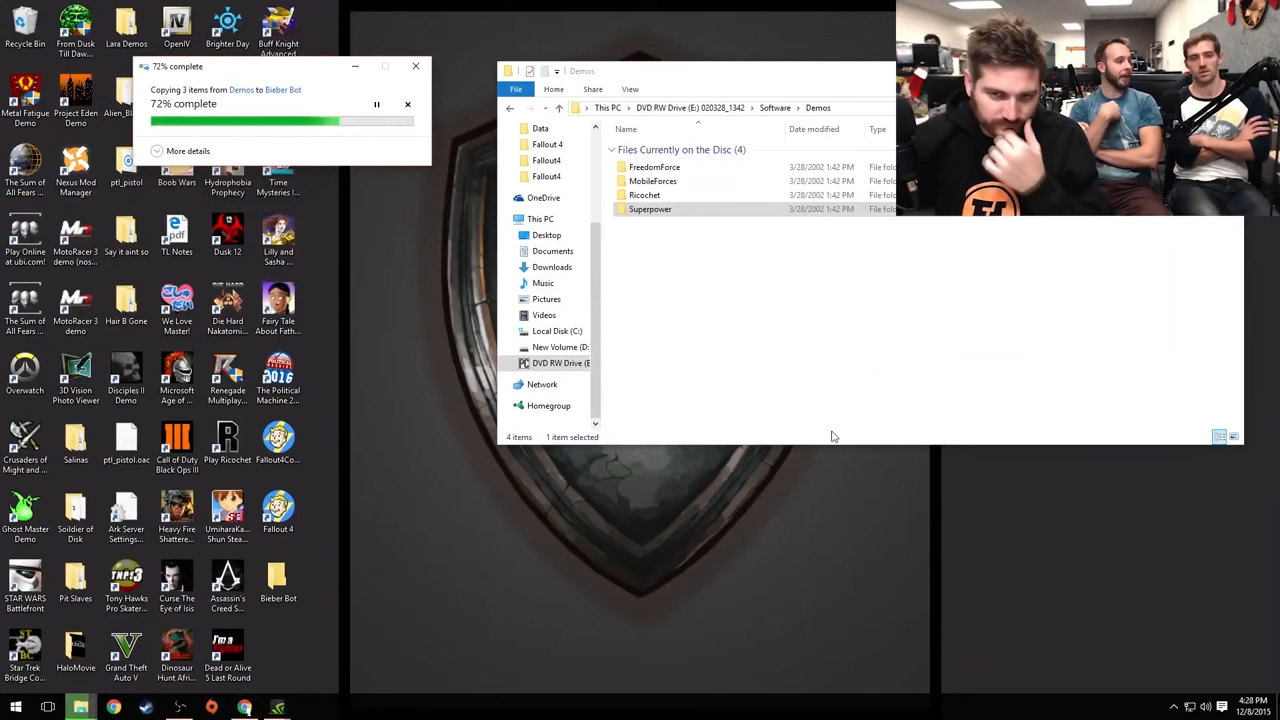 Recycle Bin
From Dusk
Till Daw...
Lara Demos
OpenIV
Brighter Day
Buff Knight
Advanced
72% complete
Copying 3 items from Demos to Bieber Bot
72% complete
More details
Metal Fatigue
Demo
Project Eden
Alien_Bl
The Sum of
All Fears ...
Nexus Mod
Manager
ptl_pistol
Boob Wars
Hydrophobia
Prophecy
Time
Mysteries I...
Play Online
at ubi.com!
MotoRacer 3
demo (no s...
Say it aint so
TL Notes
Dusk 12
Lilly and
Sasha ...
The Sum of
All Fears ...
MotoRacer 3
demo
Hair B Gone
We Love
Master!
Die Hard
Nakatomi...
Fairy Tale
About Fath...
Overwatch
3D Vision
Photo Viewer
Disciples II
Demo
Microsoft
Age of ...
Renegade
Multiplay...
POLITICAL
MACHINE
2016
The Political
Machine 2...
Crusaders of
Might and ...
Salinas
ptl_pistol.oac
Call of Duty
Black Ops III
Play Ricochet
Fallout4Co...
Ghost Master
Demo
Soildier of
Disk
Ark Server
Settings...
Heavy Fire
Shattere...
UmiharaKa...
Shun Steam...
Fallout 4
STAR WARS
Battlefront
Pit Slaves
Tony Hawks
Pro Skater...
Curse The
Eye of Isis
Assassin's
Creed S...
Bieber Bot
Star Trek
Bridge Co...
HaloMovie
Grand Theft
Auto V
Dinosaur
Hunt Afri...
Dead or Alive
5 Last Round
Demos
File
Home
Share
View
This PC
DVD RW Drive (E:) 020328_1342
Software
Demos
Data
Fallout 4
Fallout4
Fallout4
OneDrive
This PC
Desktop
Documents
Downloads
Music
Pictures
Videos
Local Disk (C:)
New Volume (D:
DVD RW Drive (E
Network
Homegroup
Name
Date modified
Type
Files Currently on the Disc (4)
FreedomForce
3/28/2002 1:42 PM
File fol
MobileForces
3/28/2002 1:42 PM
File fol
Ricochet
3/28/2002 1:42 PM
File fol
Superpower
3/28/2002 1:42 PM
File fol
4 items
1 item selected
4:28 PM
12/8/2015